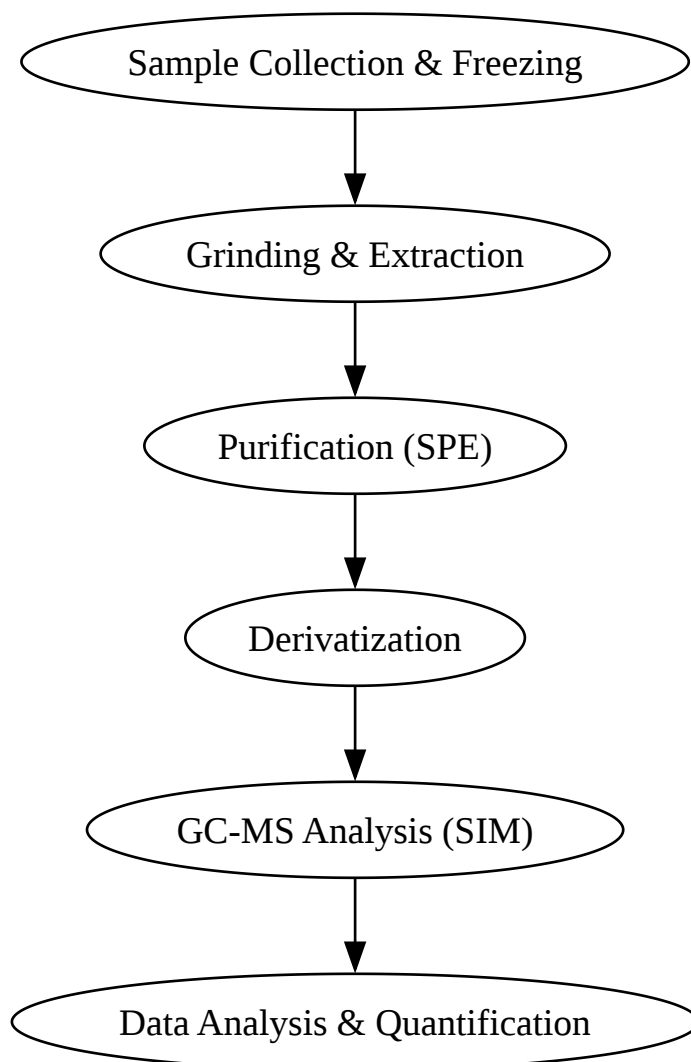 Sample Collection & Freezing
Grinding & Extraction
Purification (SPE)
Derivatization
GC-MS Analysis (SIM)
Data Analysis & Quantification